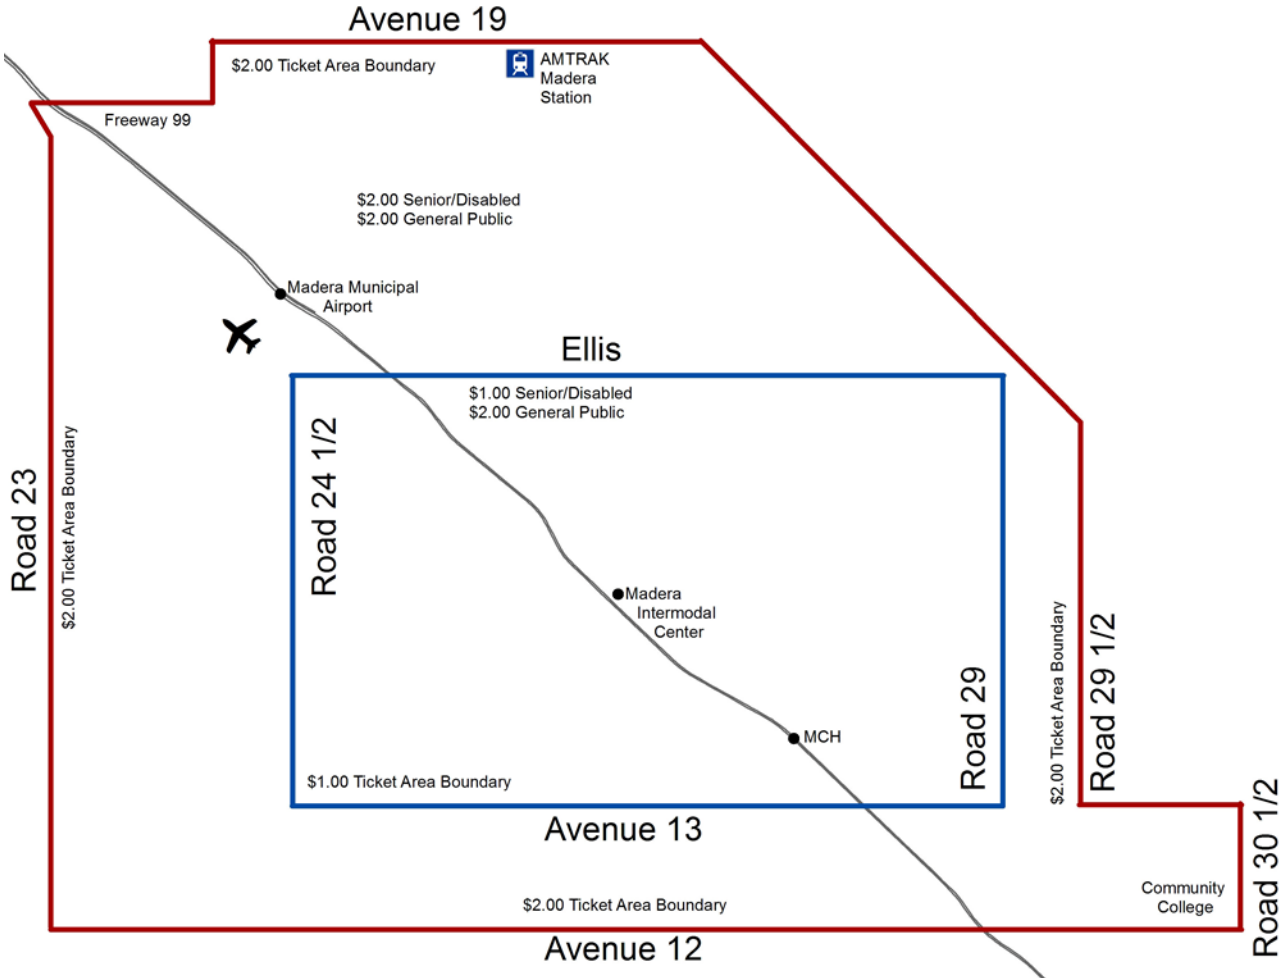 Avenue 19
$2.00 Ticket Area Boundary
AMTRAK
Madera
Station
Freeway 99
$2.00 Senior/Disabled
$2.00 General Public
Madera Municipal
Airport
Ellis
$1.00 Senior/Disabled
$2.00 General Public
Road 24 1/2
Road 23
$2.00 Ticket Area Boundary
Madera
Intermodal
Center
MCH
Road 29
$2.00 Ticket Area Boundary
Road 29 1/2
$1.00 Ticket Area Boundary
Avenue 13
Road 30 1/2
Community
College
$2.00 Ticket Area Boundary
Avenue 12